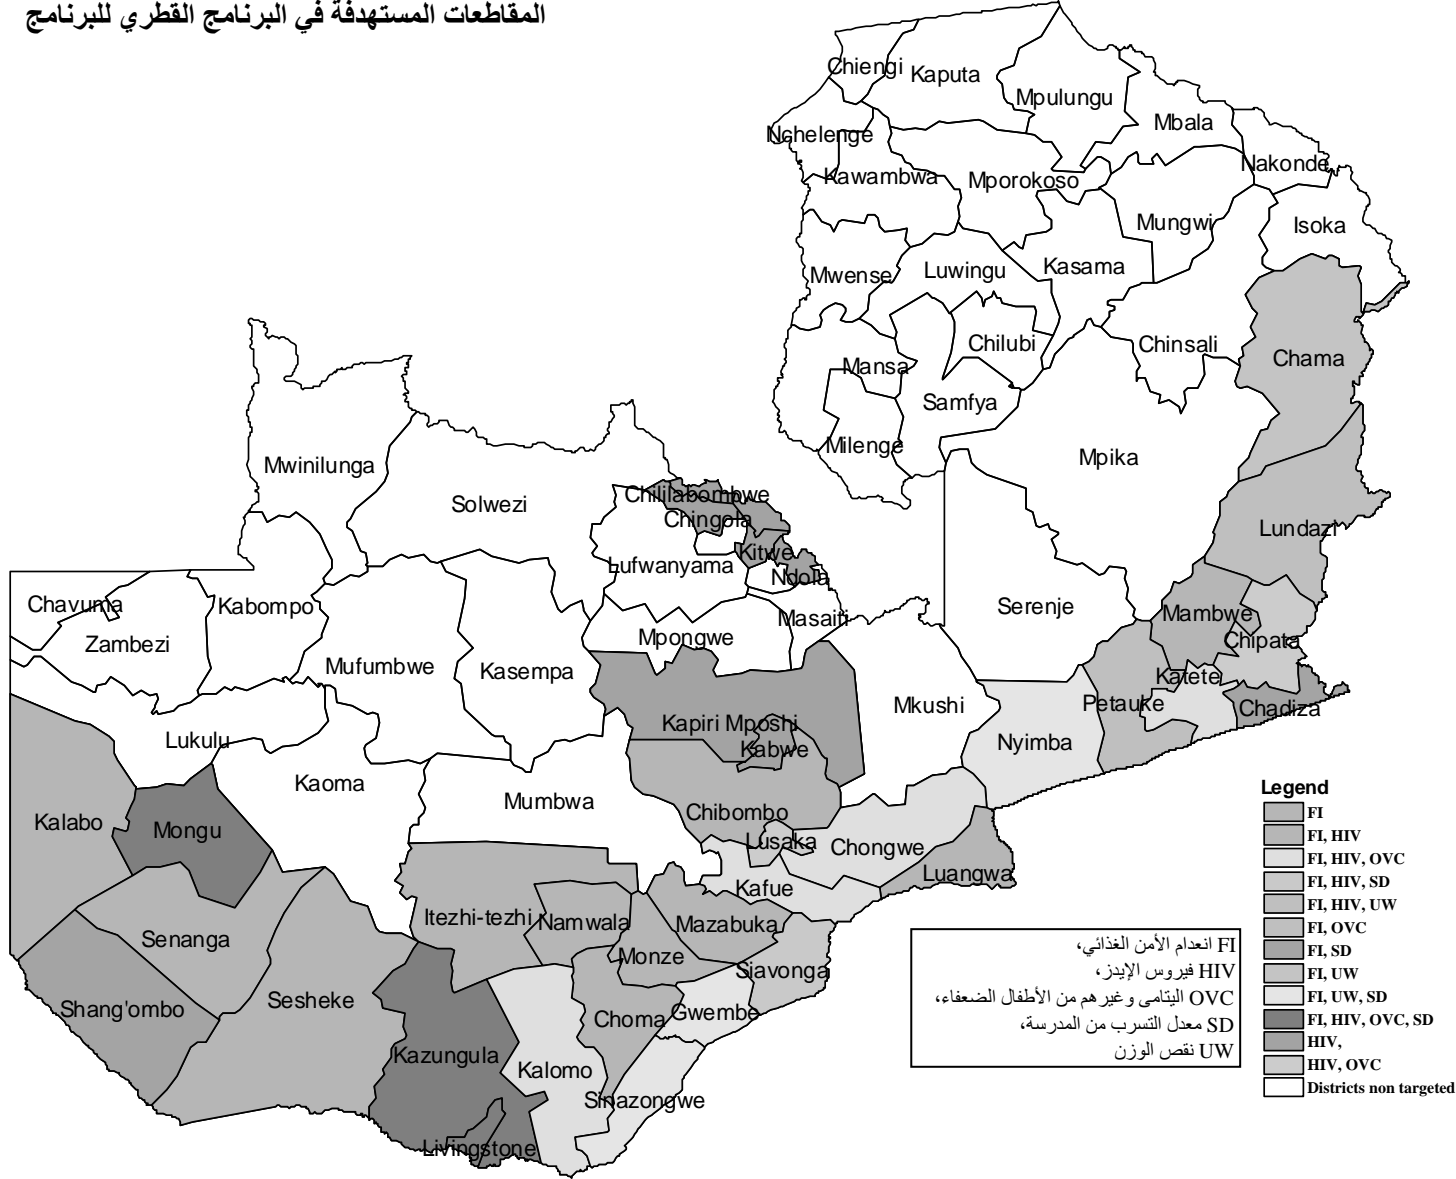 المقاطعات المستهدفة في البرنامج القطري للبرنامج
Chiengi
Kaputa
Mpulungu
Mbala
Nchelenge
Nakonde
Kawambwa
Mporokoso
Mungwi
Isoka
Mwense
Luwingu
Kasama
Chilubi
Chinsali
Chama
Mansa
Samfya
Milenge
Mpika
Mwinilunga
Solwezi
Chililabombwe
Chingola
Lundazi
Kitwe
Lufwanyama
Ndola
Chavuma
Kabompo
Serenje
Mambwe
Masaiti
Zambezi
Mpongwe
Chipata
Mufumbwe
Kasempa
Katete
Petauke
Mkushi
Chadiza
Kapiri Mposhi
Lukulu
Kabwe
Nyimba
Kaoma
Mumbwa
Chibombo
Kalabo
Mongu
Lusaka
Chongwe
Luangwa
Kafue
Itezhi-tezhi
Namwala
Mazabuka
Senanga
Monze
Siavonga
Sesheke
Shang'ombo
Choma
Gwembe
Kazungula
Kalomo
Sinazongwe
Livingstone
Legend
FI
FI, HIV
FI, HIV, OVC
FI, HIV, SD
FI, HIV, UW
FI, OVC
FI, SD
FI, UW
FI, UW, SD
FI, HIV, OVC, SD
HIV,
HIV, OVC
Districts non targeted
FI انعدام الأمن الغذائي،
HIV فيروس الإيدز،
OVC اليتامى وغيرهم من الأطفال الضعفاء،
SD معدل التسرب من المدرسة،
UW نقص الوزن